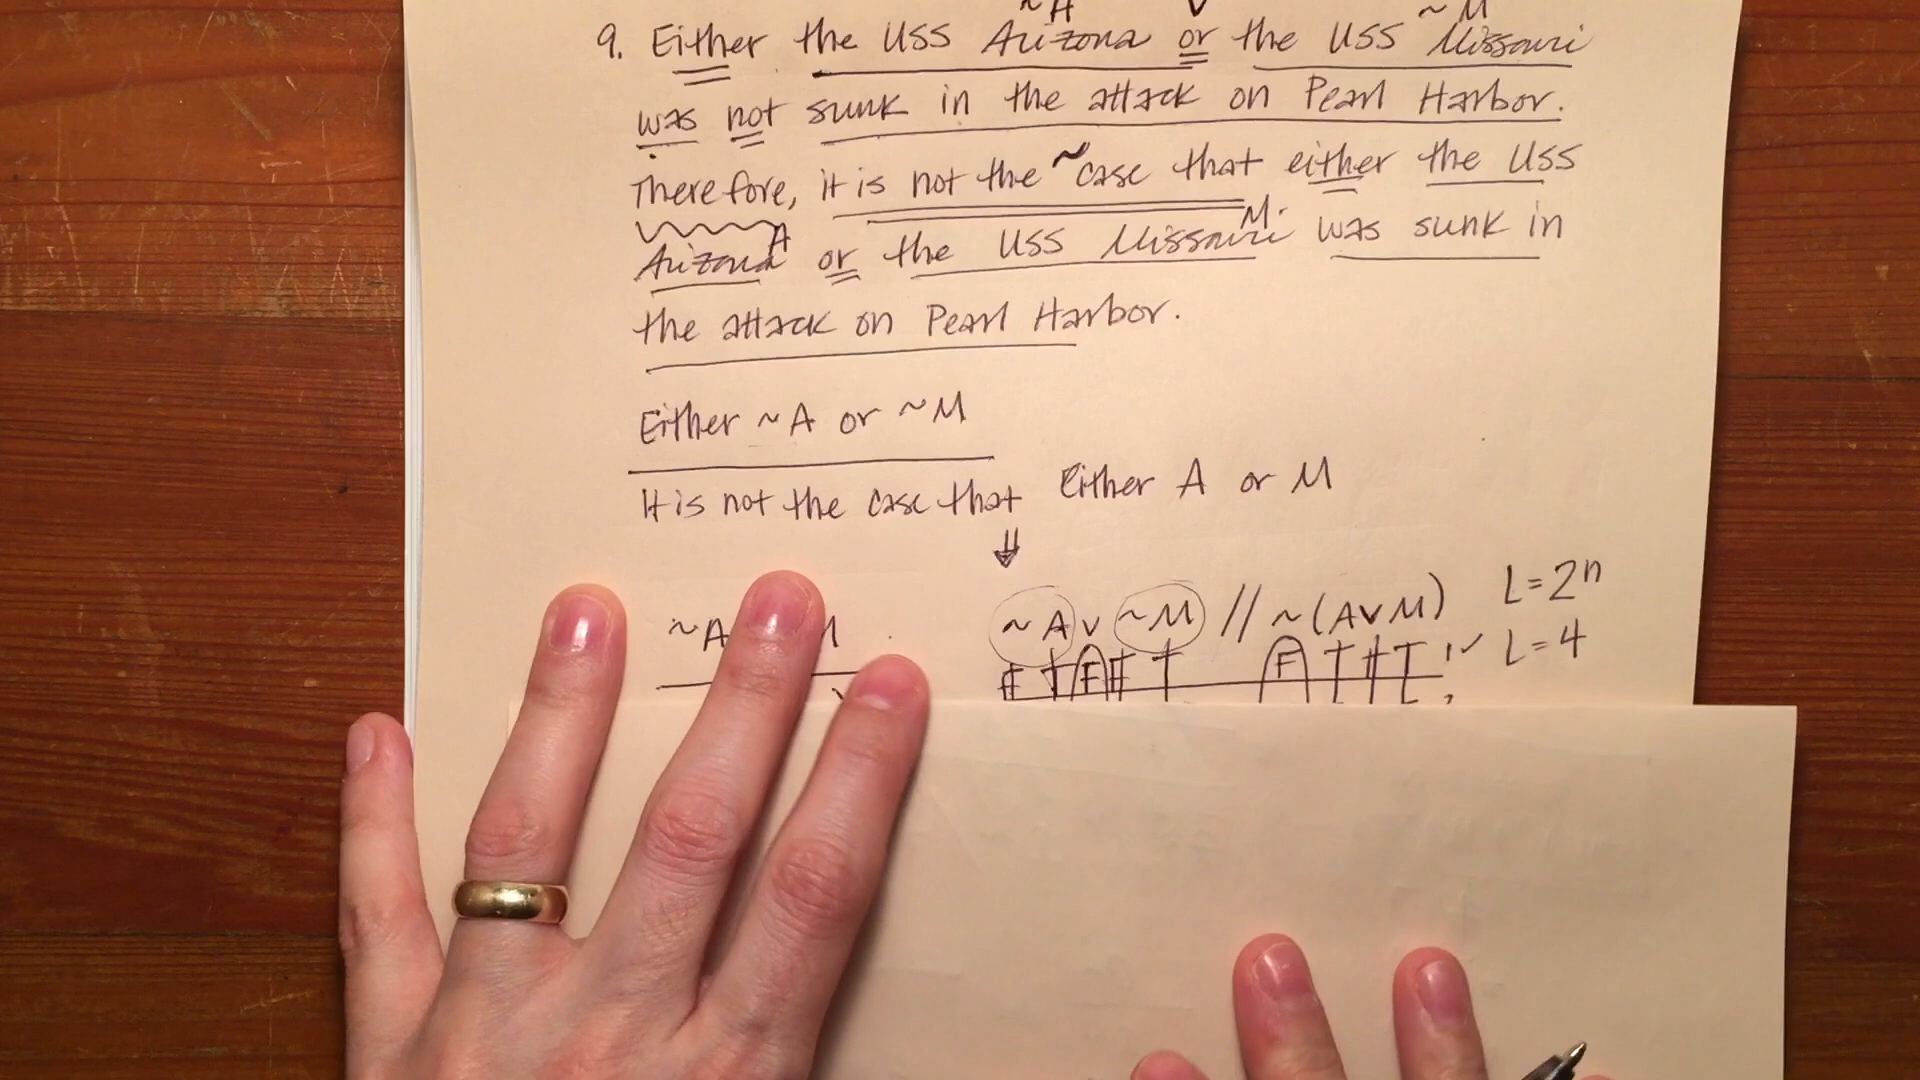 ~A v ~M
9. Either the USS Arizona or the USS Missouri
was not sunk in the attack on Pearl Harbor.
Therefore, it is not the ~ case that either the USS
A M.
Arizona or the USS Missouri was sunk in
the attack on Pearl Harbor.
Either ~A or ~M
It is not the case that Either A or M
⇓
~A ~A v ~M // ~(A v M) L=2ⁿ
F T F F T F T T T 1 ✓ L=4